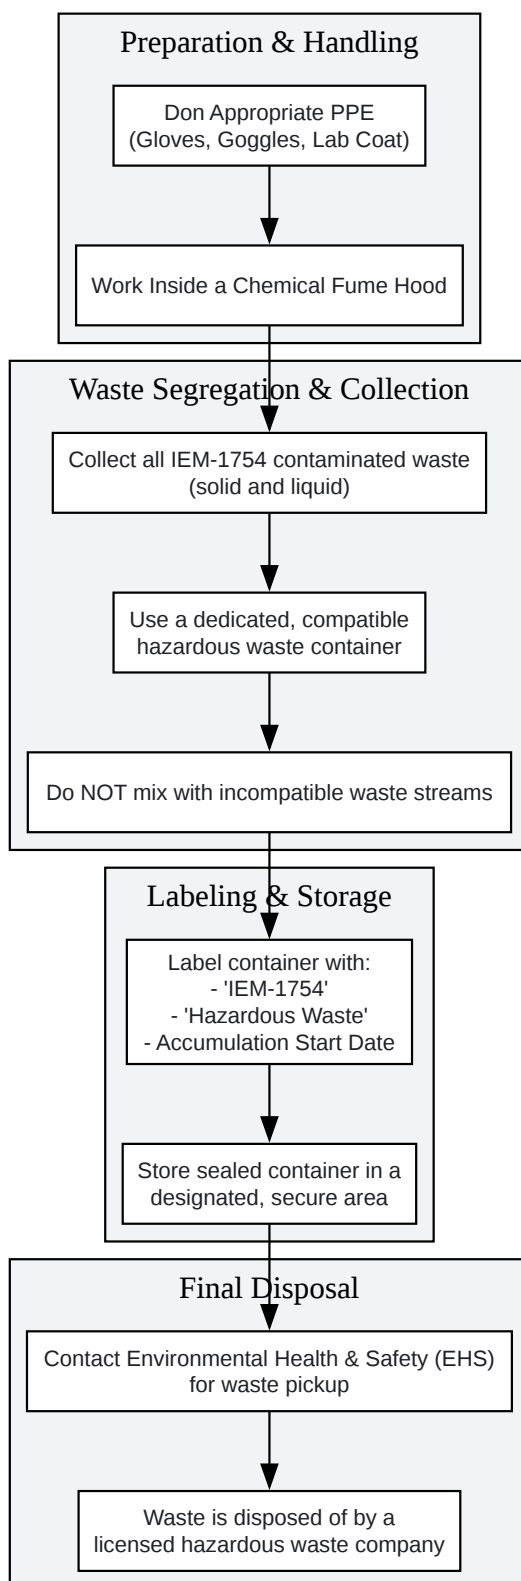 Preparation & Handling
Don Appropriate PPE
(Gloves, Goggles, Lab Coat)
Work Inside a Chemical Fume Hood
Waste Segregation & Collection
Collect all IEM-1754 contaminated waste
(solid and liquid)
Use a dedicated, compatible
hazardous waste container
Do NOT mix with incompatible waste streams
Labeling & Storage
Label container with:
- 'IEM-1754'
- 'Hazardous Waste'
- Accumulation Start Date
Store sealed container in a
designated, secure area
Final Disposal
Contact Environmental Health & Safety (EHS)
for waste pickup
Waste is disposed of by a
licensed hazardous waste company